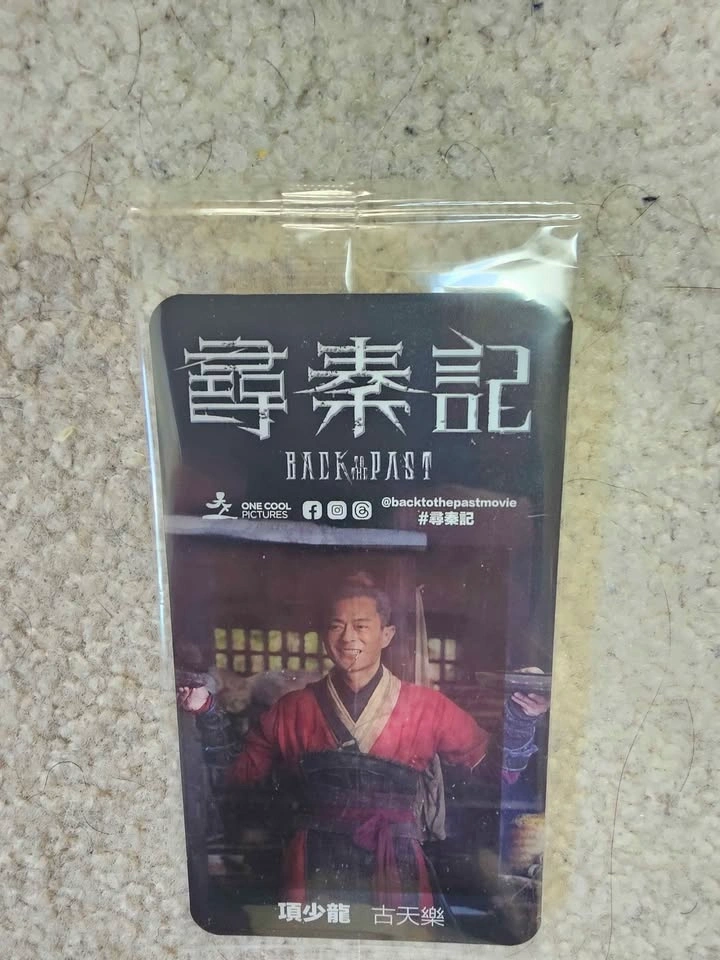 尋秦記
BACK TO THE PAST
ONE COOL
PICTURES
@backtothepastmovie
#尋秦記
項少龍 古天樂